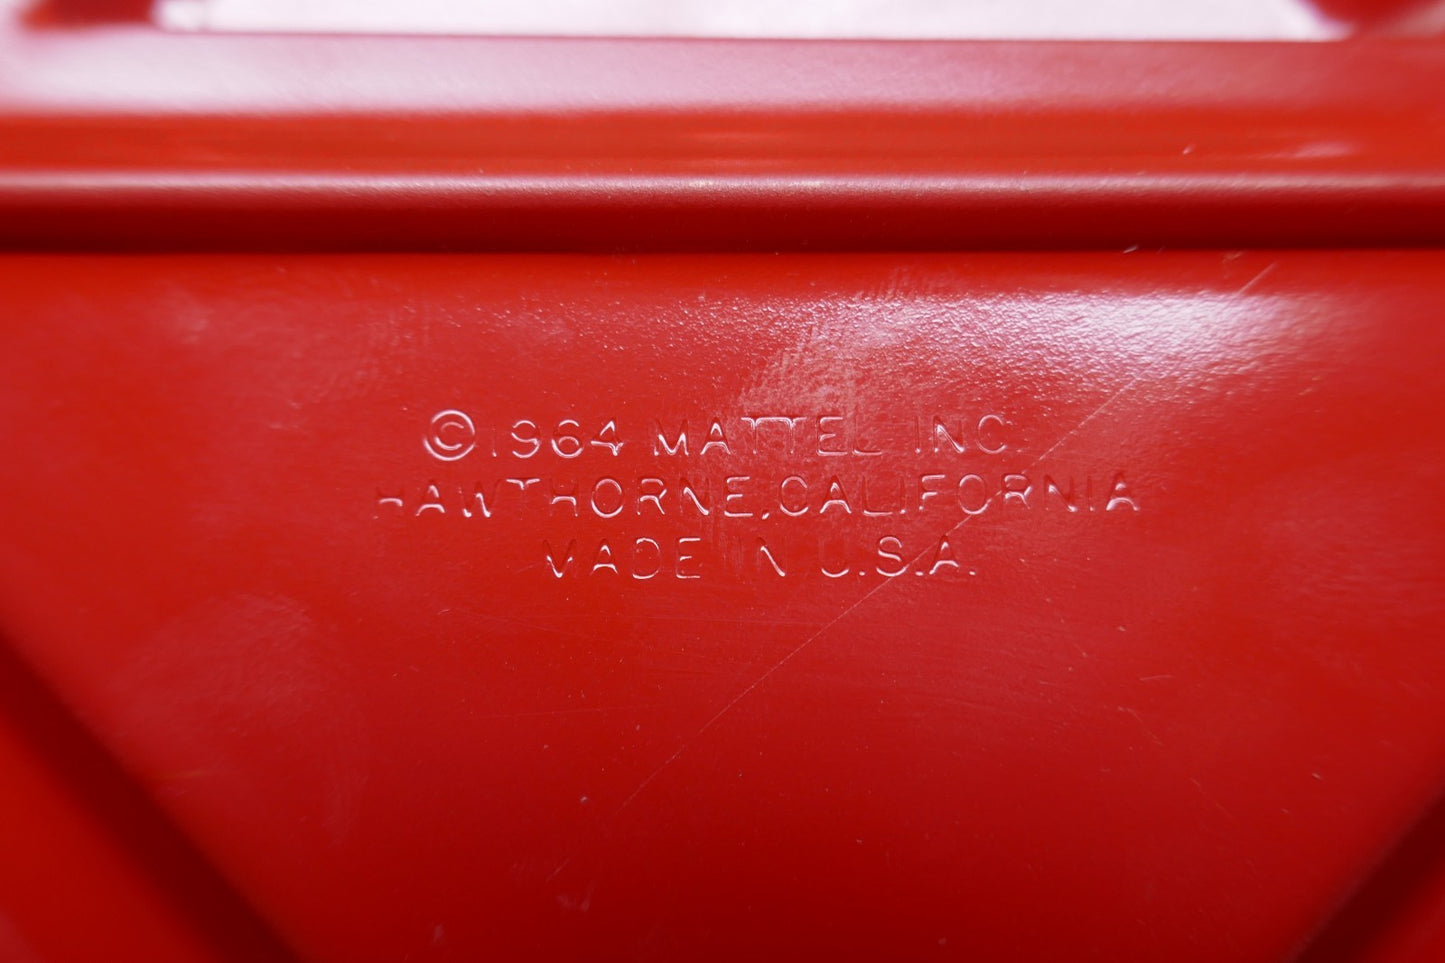 ©1964 MATTEL INC.
HAWTHORNE, CALIFORNIA
MADE IN U.S.A.